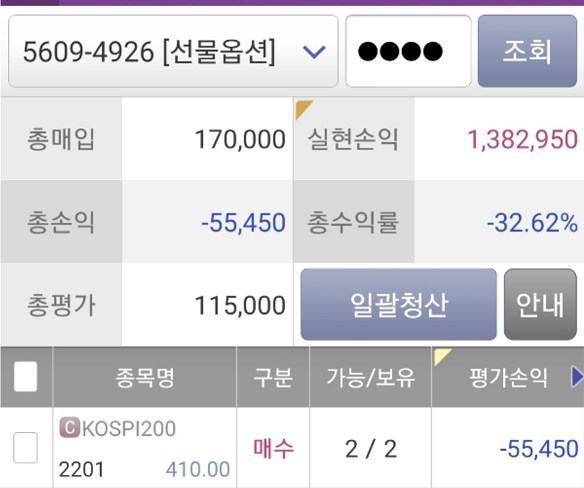 5609-4926 [선물옵션] ●●●● 조회
총매입 170,000 실현손익 1,382,950
총손익 -55,450 총수익률 -32.62%
총평가 115,000 일괄청산 안내
종목명 구분 가능/보유 평가손익
C KOSPI200
매수 2 / 2 -55,450
2201 410.00